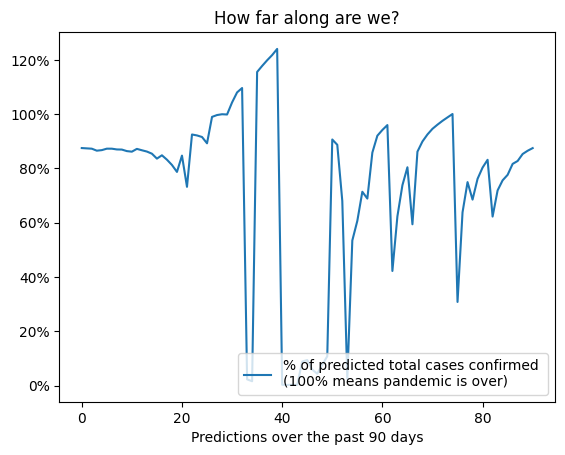 How far along are we?
120%
100%
80%
60%
40%
20%
0%
% of predicted total cases confirmed
(100% means pandemic is over)
0 20 40 60 80
Predictions over the past 90 days